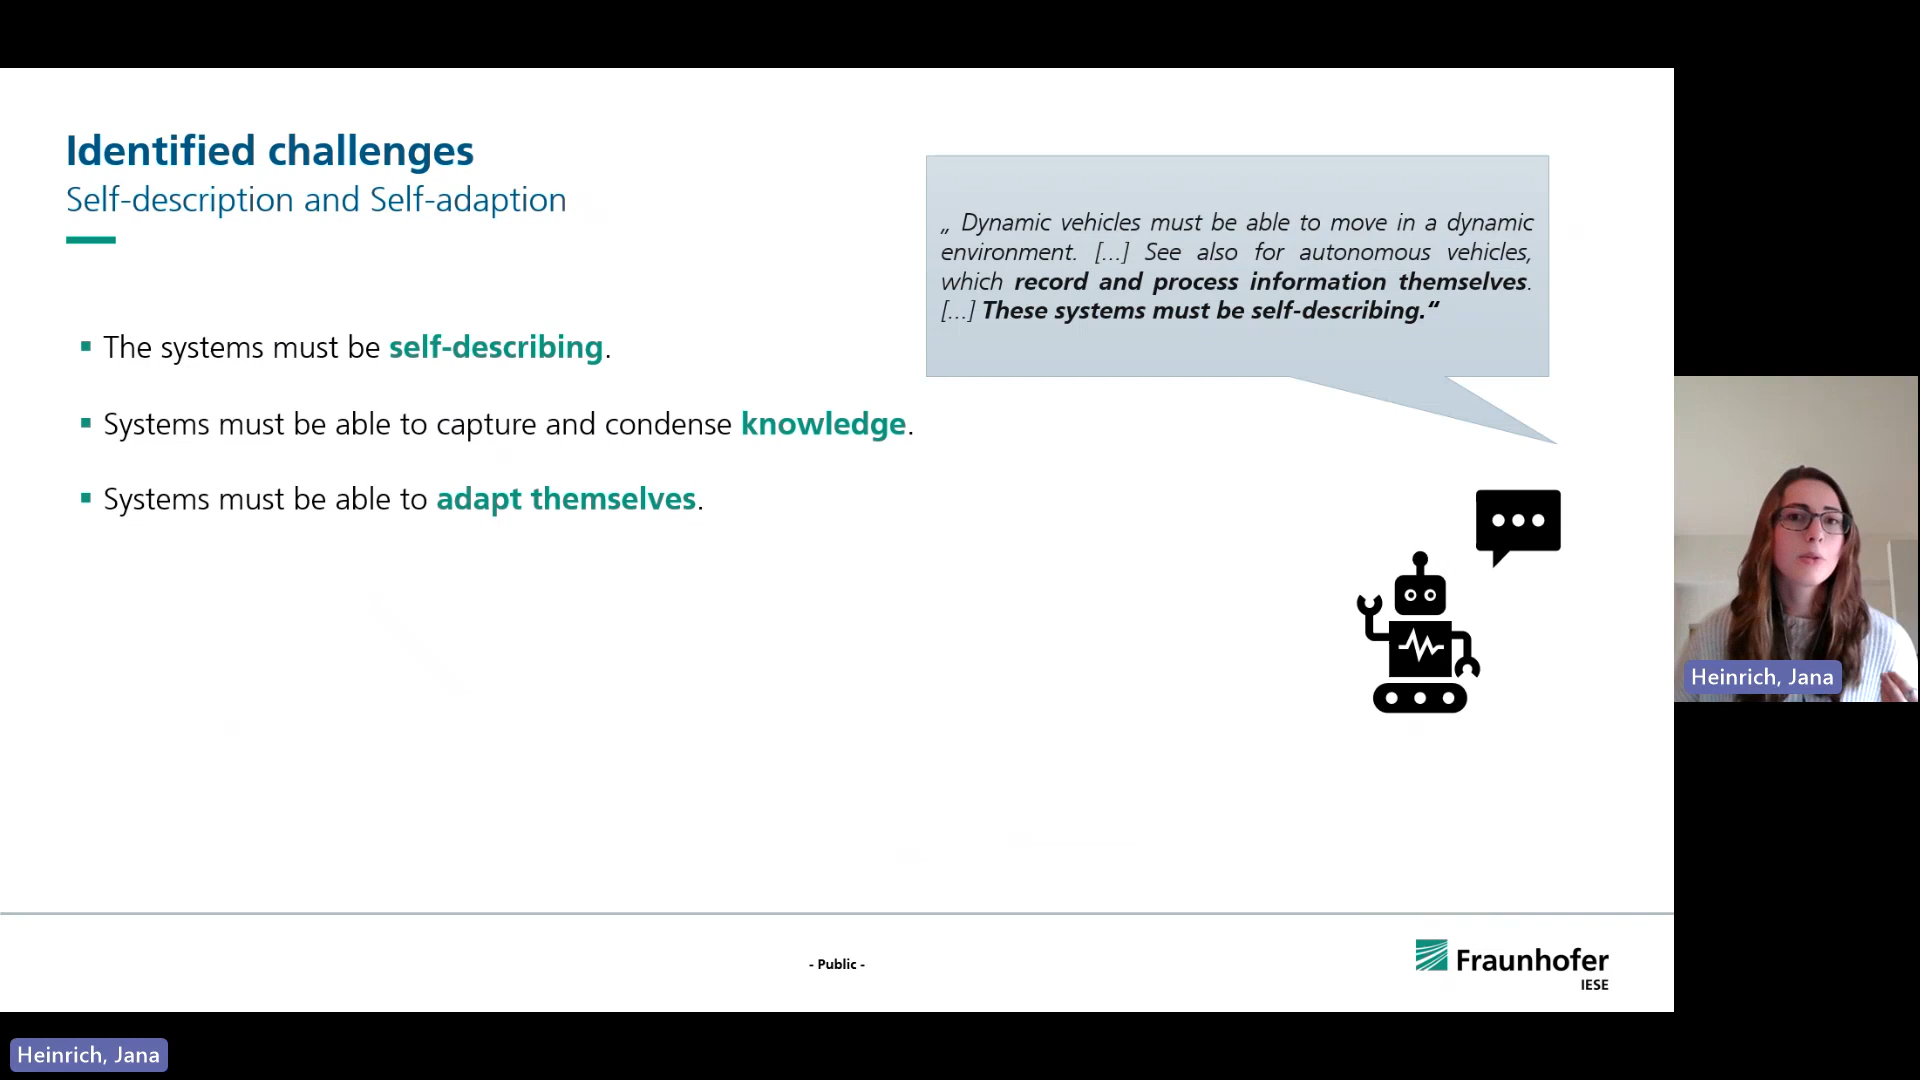 Identified challenges
Self-description and Self-adaption
„ Dynamic vehicles must be able to move in a dynamic
environment. [...] See also for autonomous vehicles,
which record and process information themselves.
[...] These systems must be self-describing.“
▪ The systems must be self-describing.
▪ Systems must be able to capture and condense knowledge.
▪ Systems must be able to adapt themselves.
Heinrich, Jana
- Public -
Fraunhofer
IESE
Heinrich, Jana